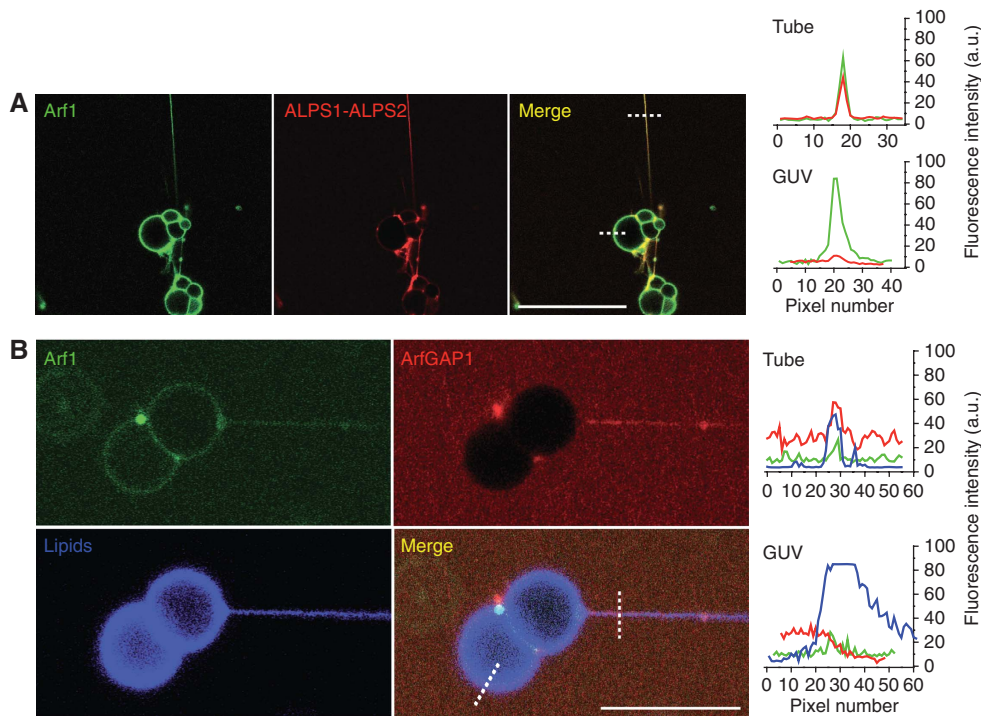 A
Arf1
ALPS1-ALPS2
Merge
Tube
100
80
60
40
20
0
0 10 20 30
Fluorescence intensity (a.u.)
GUV
100
80
60
40
20
0
0 10 20 30 40
Pixel number
B
Arf1
ArfGAP1
Lipids
Merge
Tube
100
80
60
40
20
0
0 10 20 30 40 50 60
Fluorescence intensity (a.u.)
GUV
100
80
60
40
20
0
0 10 20 30 40 50 60
Pixel number